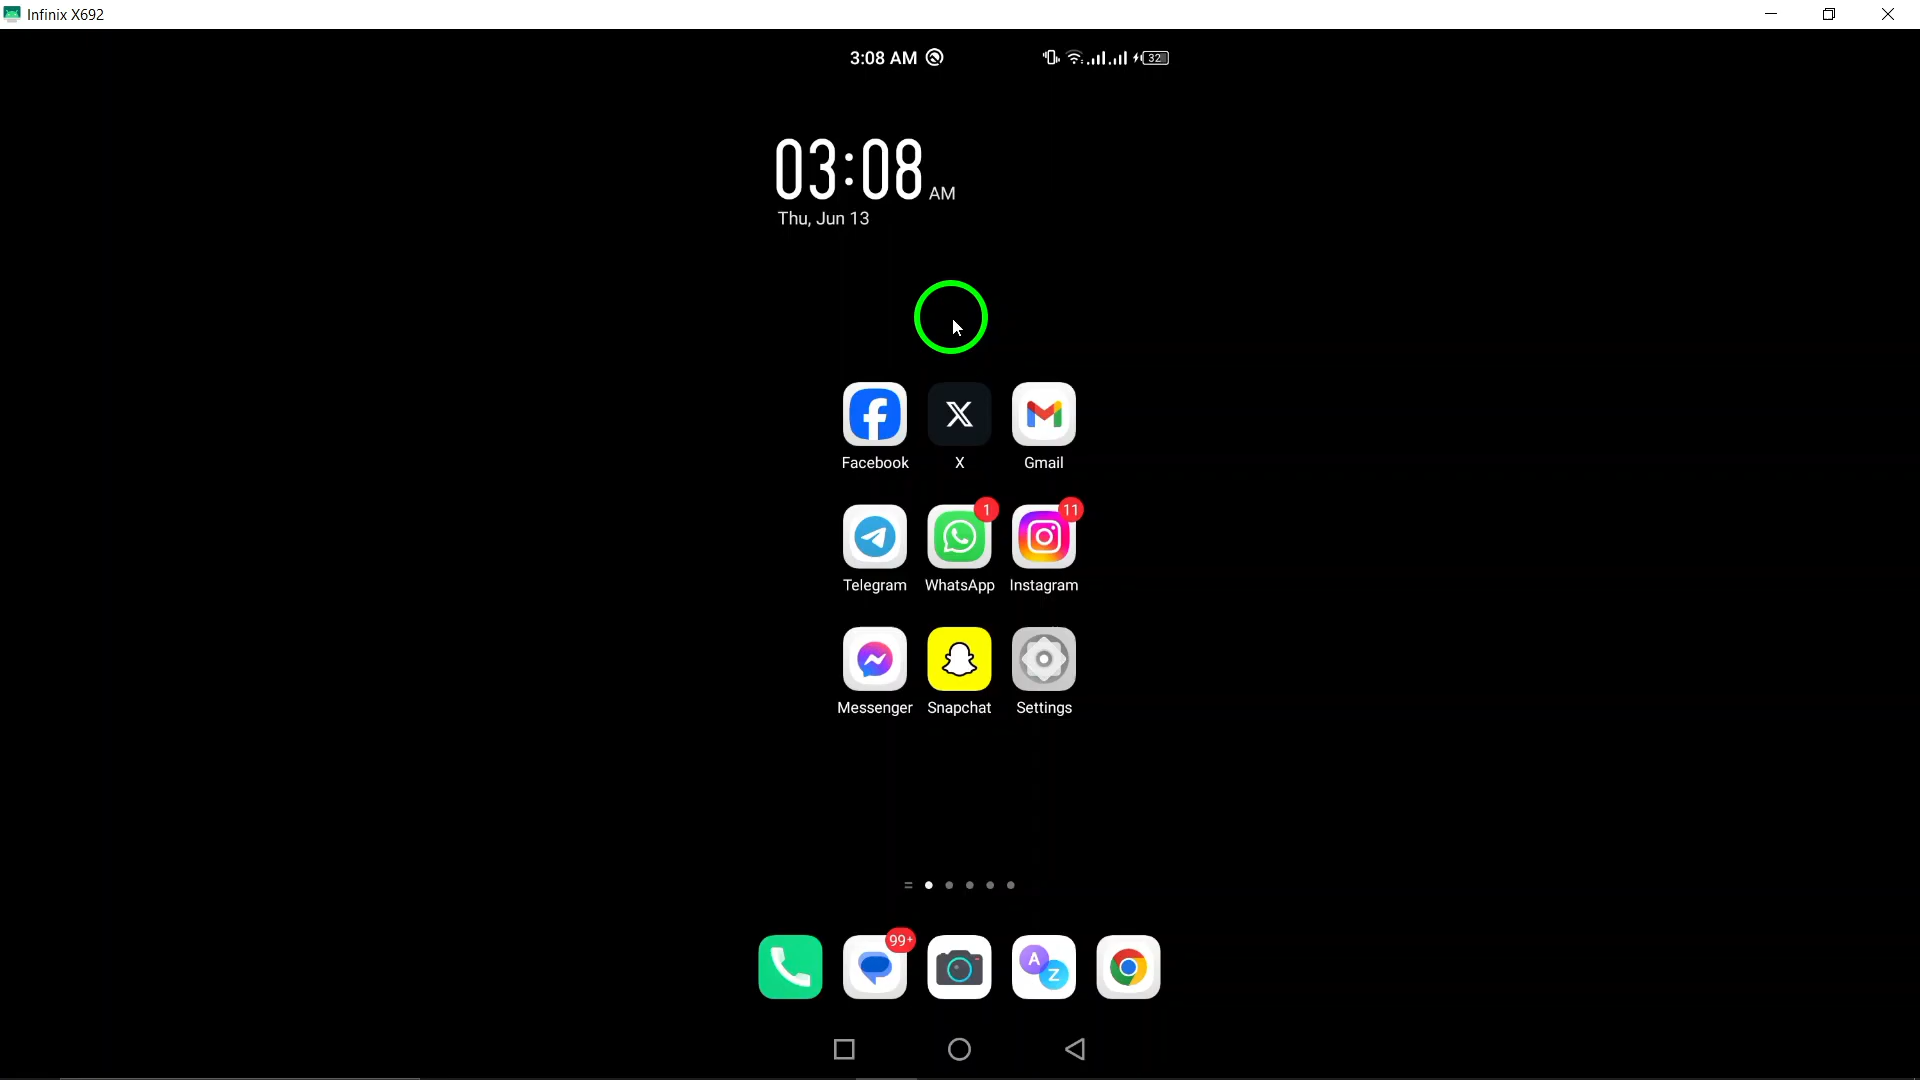 Infinix X692
3:08 AM
32
03:08 AM
Thu, Jun 13
Facebook
X
Gmail
1
11
Telegram
WhatsApp
Instagram
Messenger
Snapchat
Settings
99+
A
Z